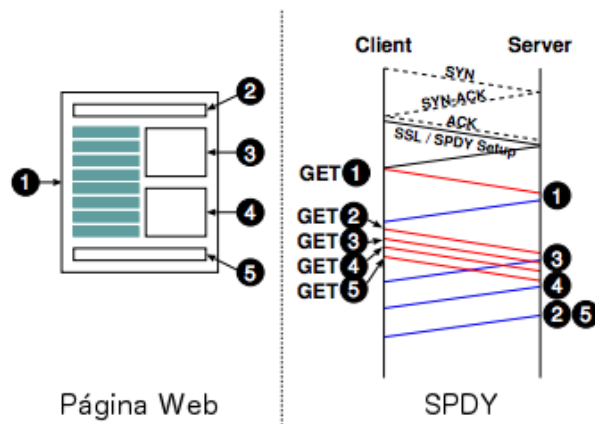 2
3
1
4
5
Página Web
Client
Server
SYN
SYN-ACK
ACK
SSL / SPDY Setup
GET 1
1
GET 2
GET 3
GET 4
GET 5
3
4
2 5
SPDY